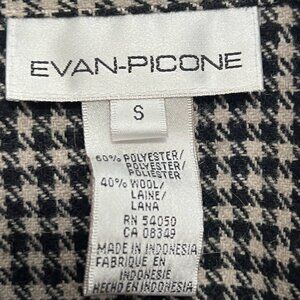 EVAN-PICONE
S
60% POLYESTER/
POLYESTER/
POLIESTER
40% WOOL/
LAINE/
LANA
RN 54050
CA 08349
MADE IN INDONESIA
FABRIQUE EN
INDONESIE
HECHO EN INDONESIA